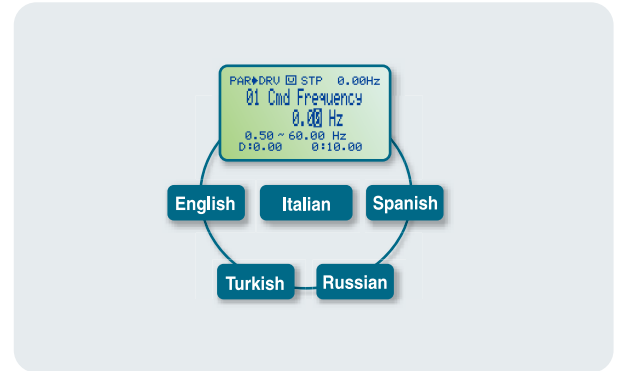 PAR➧DRV U STP 0.00Hz
01 Cmd Frequency
0.00 Hz
0.50 ~ 60.00 Hz
D:0.00 0:10.00
English Italian Spanish
Turkish Russian